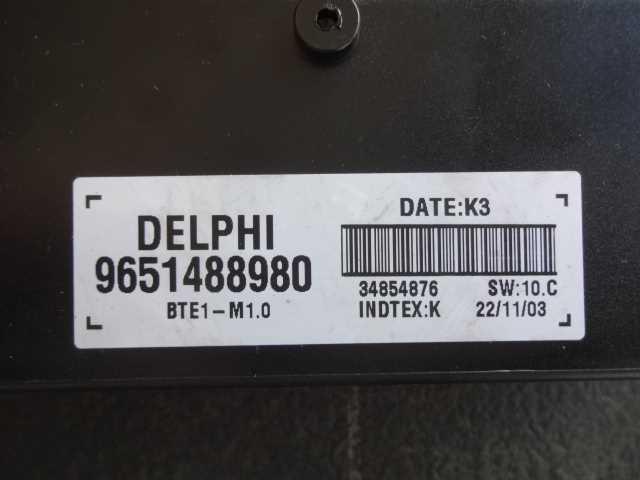 DELPHI
9651488980
BTE1-M1.0
DATE:K3
34854876 SW:10.C
INDTEX:K 22/11/03